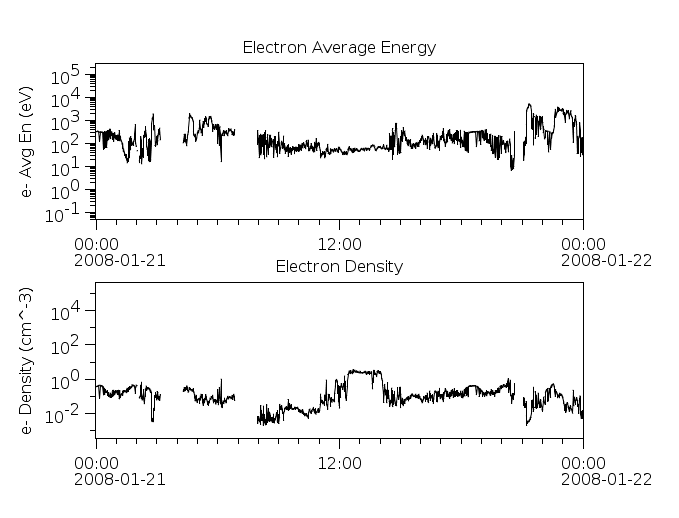 Electron Average Energy
e- Avg En (eV)
10^5
10^4
10^3
10^2
10^1
10^0
10^-1
00:00 12:00 00:00
2008-01-21 2008-01-22
Electron Density
e- Density (cm^-3)
10^4
10^2
10^0
10^-2
00:00 12:00 00:00
2008-01-21 2008-01-22